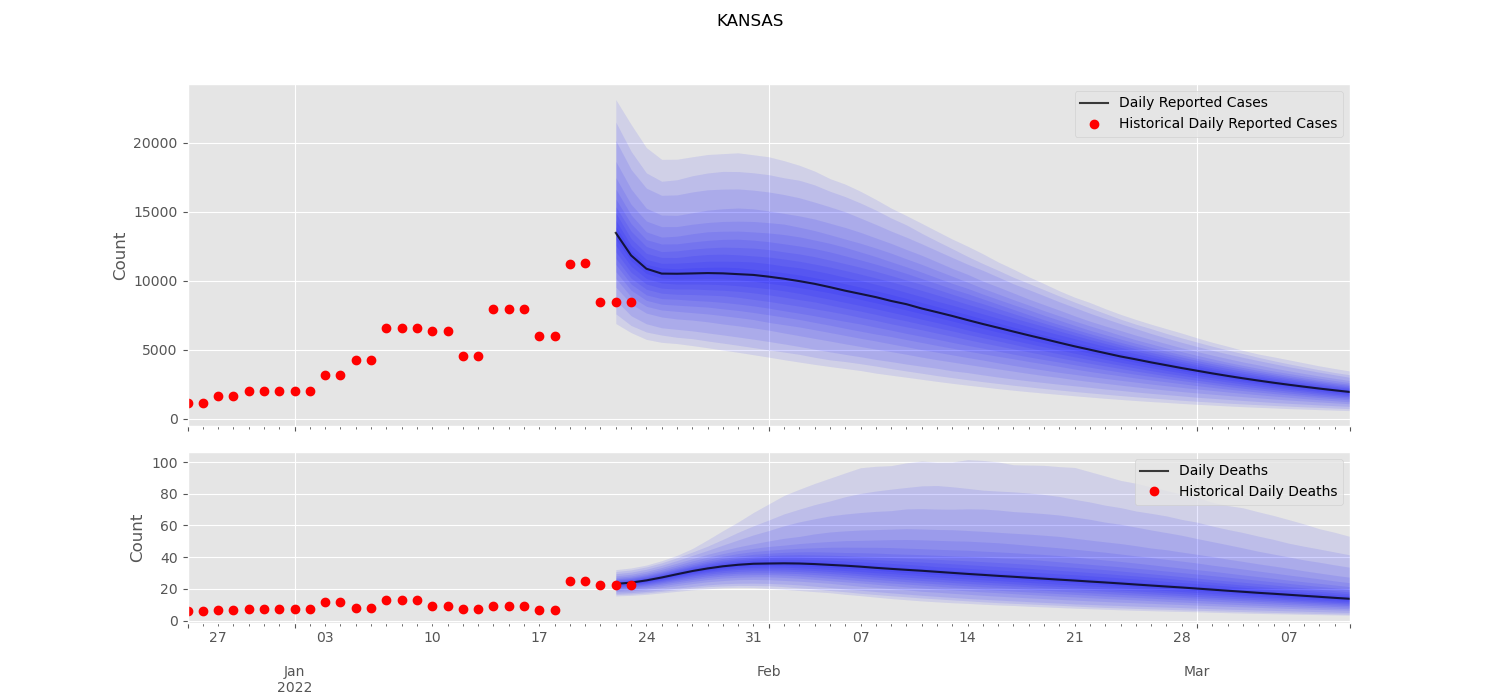 KANSAS
Count
20000
15000
10000
5000
0
Daily Reported Cases
Historical Daily Reported Cases
Count
100
80
60
40
20
0
Daily Deaths
Historical Daily Deaths
27 03 10 17 24 31 07 14 21 28 07
Jan Feb Mar
2022